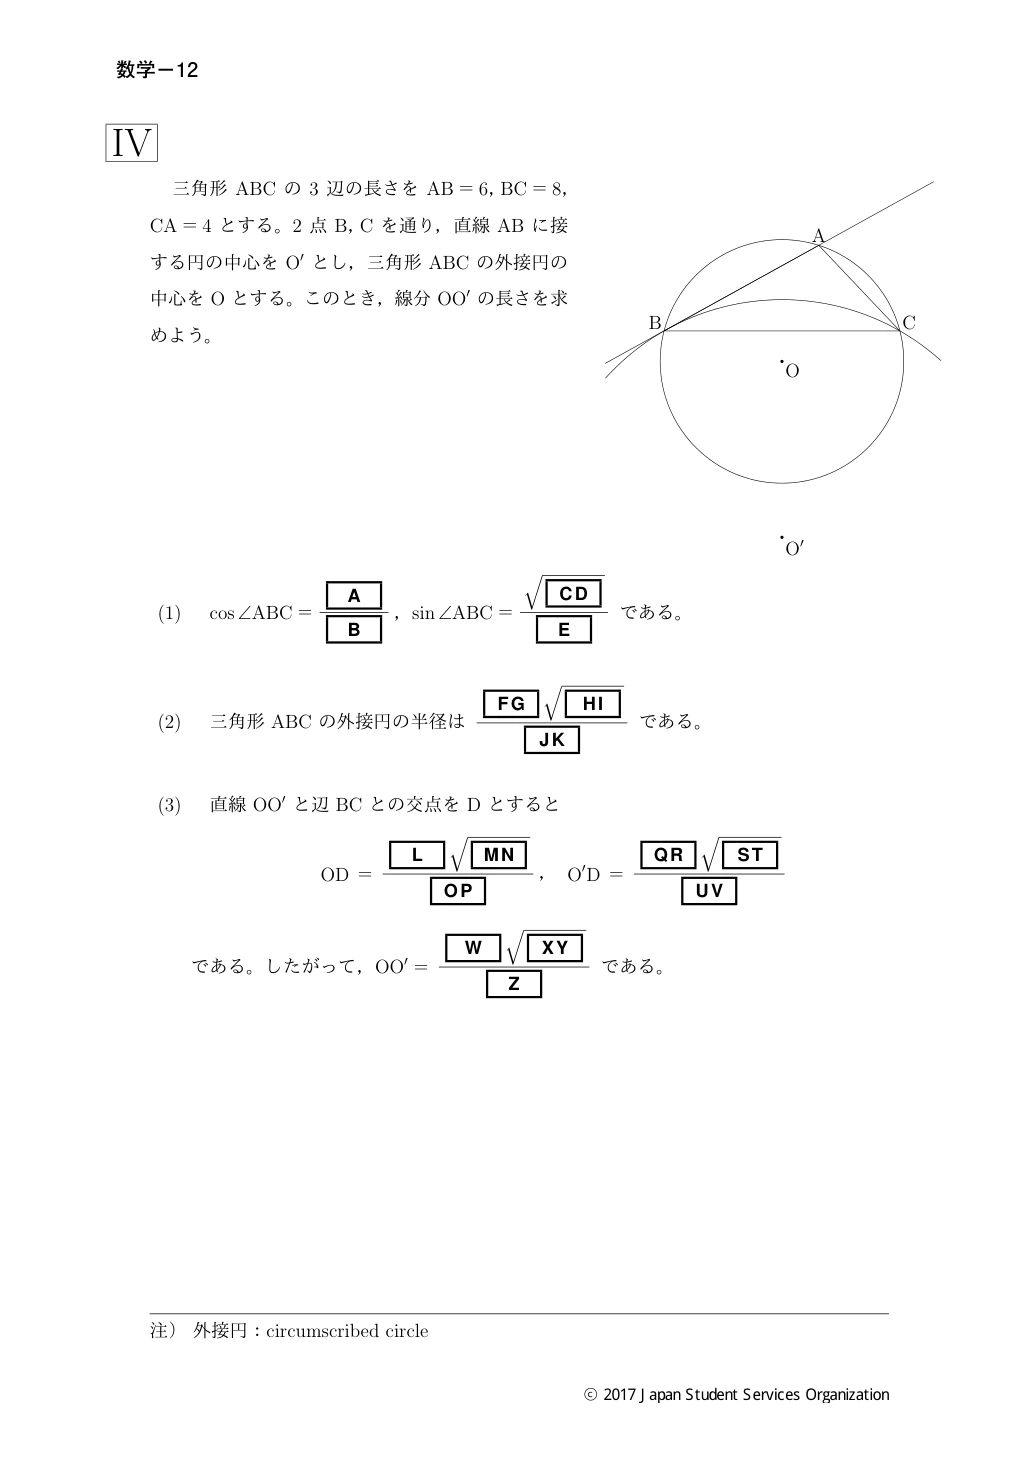 数学－12
IV
三角形 ABC の 3 辺の長さを AB = 6, BC = 8,
CA = 4 とする。2 点 B, C を通り，直線 AB に接
する円の中心を O′ とし，三角形 ABC の外接円の
中心を O とする。このとき，線分 OO′ の長さを求
めよう。
A
B
C
O
O′
(1) cos∠ABC = A/B , sin∠ABC = √CD/E である。
(2) 三角形 ABC の外接円の半径は FG√HI/JK である。
(3) 直線 OO′ と辺 BC との交点を D とすると
OD = L√MN/OP , O′D = QR√ST/UV
である。したがって，OO′ = W√XY/Z である。
注） 外接円：circumscribed circle
© 2017 Japan Student Services Organization